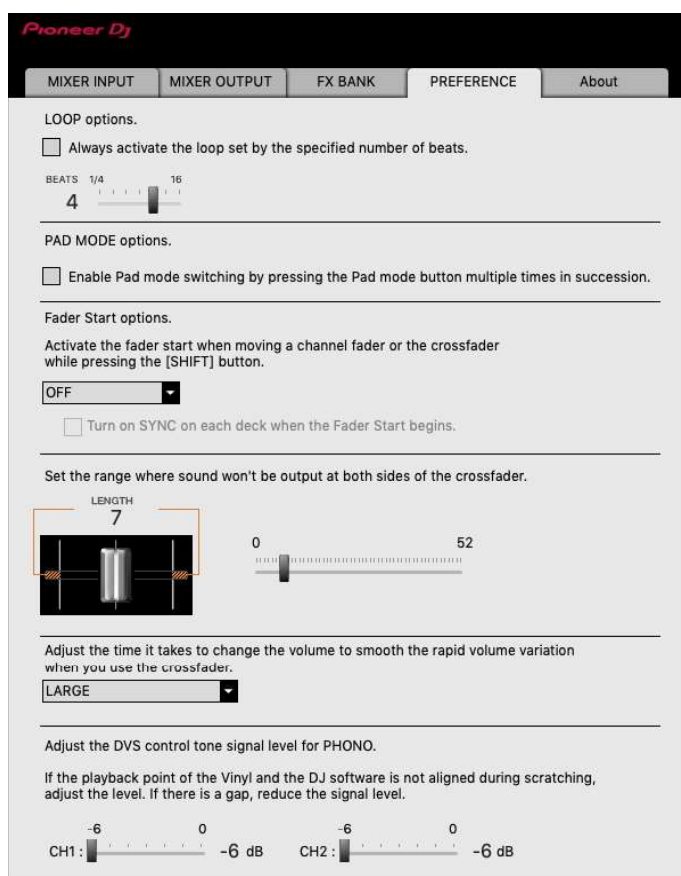 Pioneer Dj
MIXER INPUT MIXER OUTPUT FX BANK PREFERENCE About
LOOP options.
Always activate the loop set by the specified number of beats.
BEATS 1/4 16
4
PAD MODE options.
Enable Pad mode switching by pressing the Pad mode button multiple times in succession.
Fader Start options.
Activate the fader start when moving a channel fader or the crossfader
while pressing the [SHIFT] button.
OFF
Turn on SYNC on each deck when the Fader Start begins.
Set the range where sound won't be output at both sides of the crossfader.
LENGTH
7
0 52
Adjust the time it takes to change the volume to smooth the rapid volume variation
when you use the crossfader.
LARGE
Adjust the DVS control tone signal level for PHONO.
If the playback point of the Vinyl and the DJ software is not aligned during scratching,
adjust the level. If there is a gap, reduce the signal level.
-6 0 -6 0
CH1 : -6 dB CH2 : -6 dB